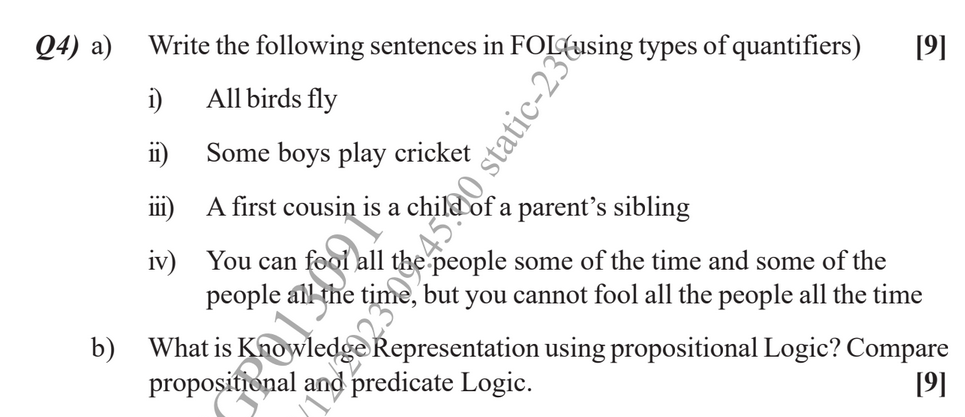 Q4) a) Write the following sentences in FOL(using types of quantifiers) [9]
i) All birds fly
ii) Some boys play cricket
iii) A first cousin is a child of a parent’s sibling
iv) You can fool all the people some of the time and some of the
people all the time, but you cannot fool all the people all the time
b) What is Knowledge Representation using propositional Logic? Compare
propositional and predicate Logic. [9]
GP013091
/12/2023 09:45:00 static-238